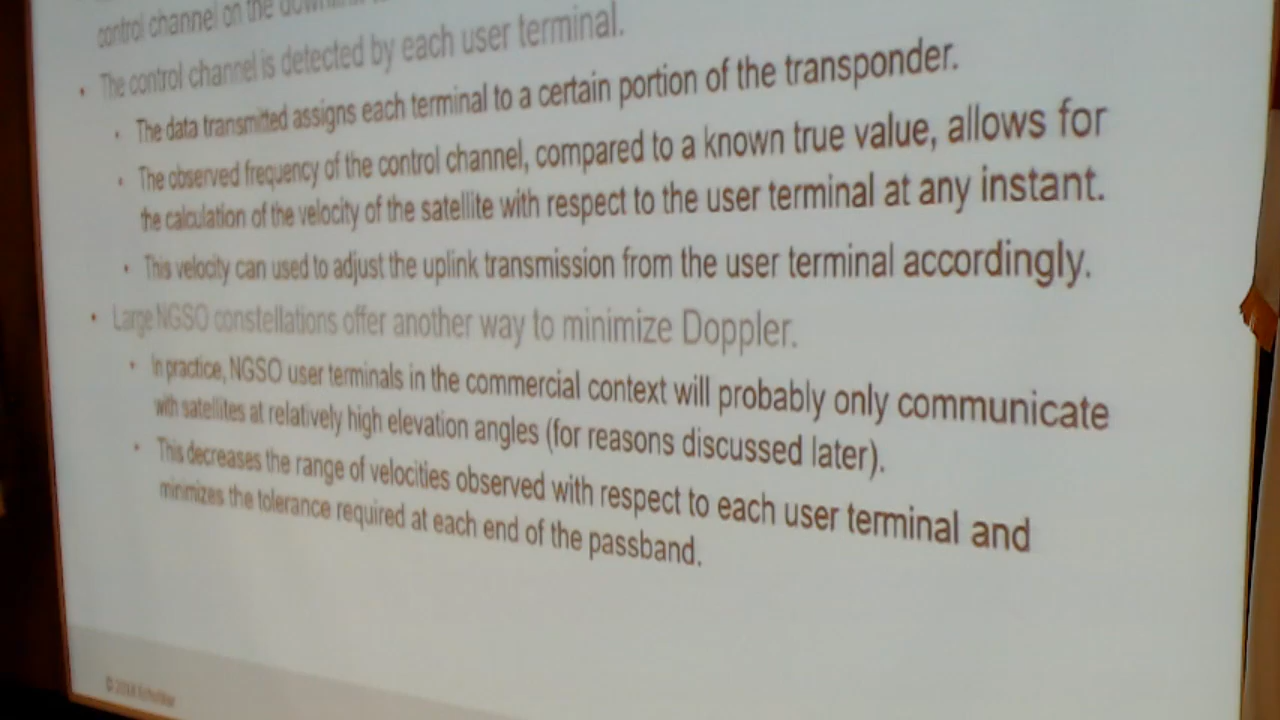 control channel on the
• The control channel is detected by each user terminal.
• The data transmitted assigns each terminal to a certain portion of the transponder.
• The observed frequency of the control channel, compared to a known true value, allows for
the calculation of the velocity of the satellite with respect to the user terminal at any instant.
• This velocity can used to adjust the uplink transmission from the user terminal accordingly.
• Large NGSO constellations offer another way to minimize Doppler.
• In practice, NGSO user terminals in the commercial context will probably only communicate
with satellites at relatively high elevation angles (for reasons discussed later).
• This decreases the range of velocities observed with respect to each user terminal and
minimizes the tolerance required at each end of the passband.
©